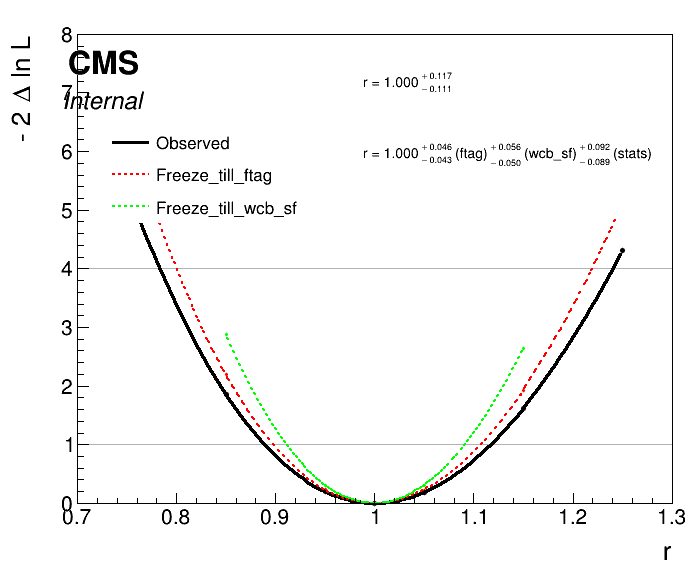 - 2 Δ ln L
8
CMS
7
Internal
r = 1.000 +0.117 −0.111
6
r = 1.000 +0.046 −0.043 (ftag) +0.056 −0.050 (wcb_sf) +0.092 −0.089 (stats)
Observed
Freeze_till_ftag
Freeze_till_wcb_sf
5
4
3
2
1
0
0.7 0.8 0.9 1 1.1 1.2 1.3
r